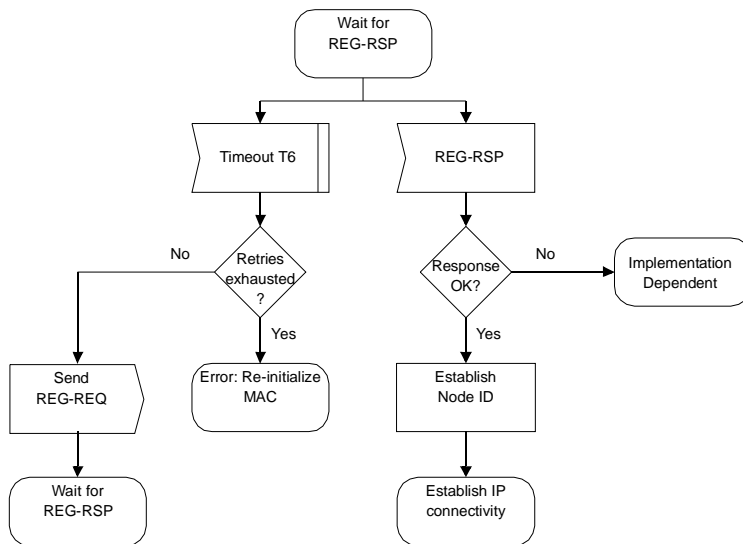 Wait for
REG-RSP
Timeout T6
REG-RSP
No
Retries
exhausted
?
Response
OK?
No
Implementation
Dependent
Yes
Yes
Send
REG-REQ
Error: Re-initialize
MAC
Establish
Node ID
Wait for
REG-RSP
Establish IP
connectivity